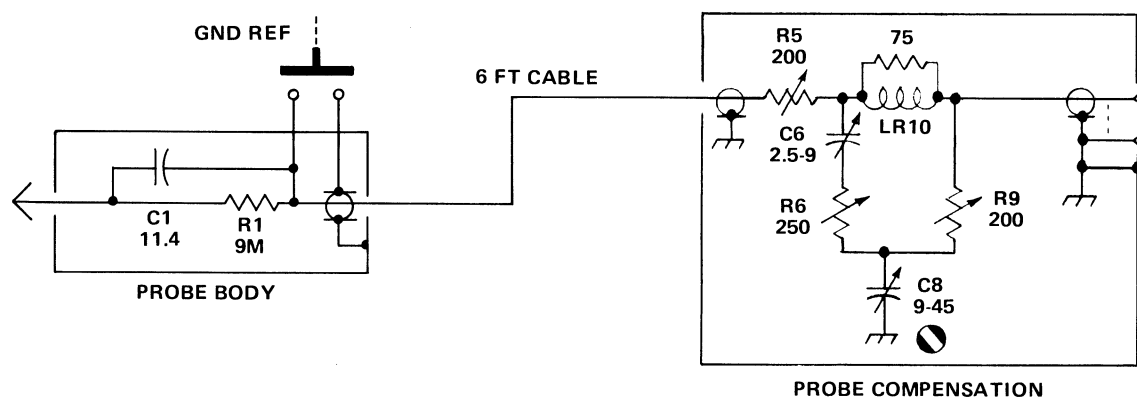 GND REF
6 FT CABLE
R5
200
75
LR10
C6
2.5-9
R6
250
R9
200
C8
9-45
C1
11.4
R1
9M
PROBE BODY
PROBE COMPENSATION